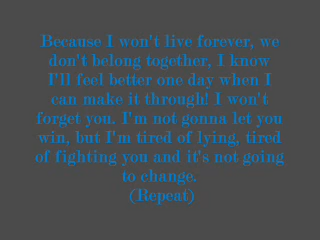 Because I won't live forever, we
don't belong together, I know
I'll feel better one day when I
can make it through! I won't
forget you. I'm not gonna let you
win, but I'm tired of lying, tired
of fighting you and it's not going
to change.
(Repeat)